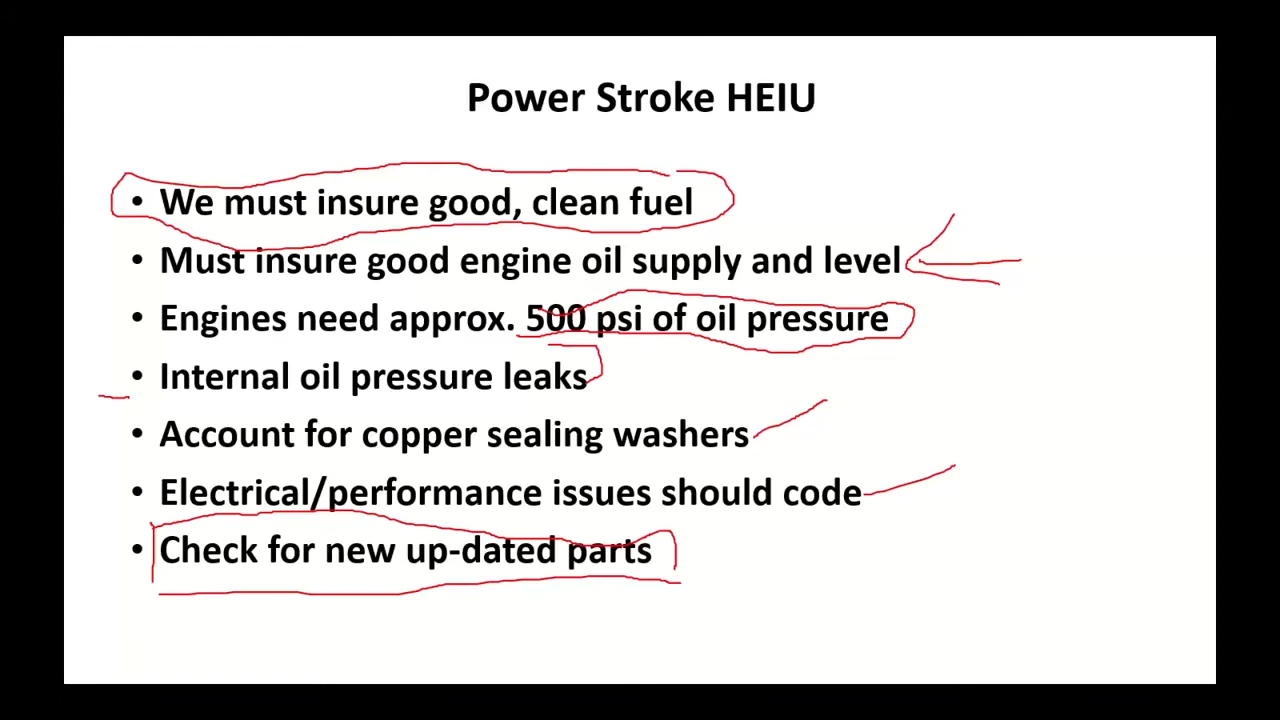 Power Stroke HEIU
• We must insure good, clean fuel
• Must insure good engine oil supply and level
• Engines need approx. 500 psi of oil pressure
• Internal oil pressure leaks
• Account for copper sealing washers
• Electrical/performance issues should code
• Check for new up-dated parts